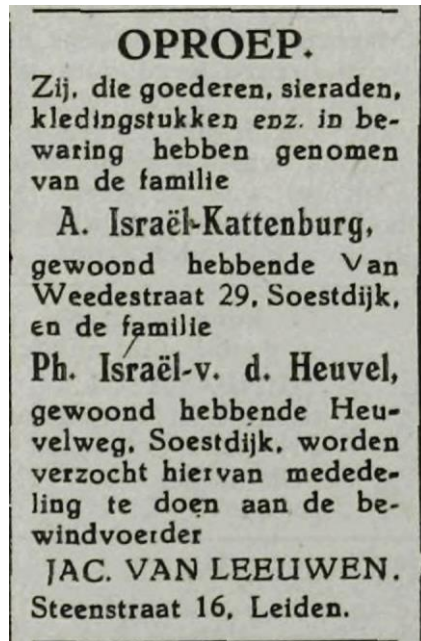 OPROEP.
Zij, die goederen, sieraden,
kledingstukken enz. in be-
waring hebben genomen
van de familie
A. Israël-Kattenburg,
gewoond hebbende Van
Weedestraat 29, Soestdijk,
en de familie
Ph. Israël-v. d. Heuvel,
gewoond hebbende Heu-
velweg, Soestdijk, worden
verzocht hiervan medede-
ling te doen aan de be-
windvoerder
JAC. VAN LEEUWEN.
Steenstraat 16, Leiden.